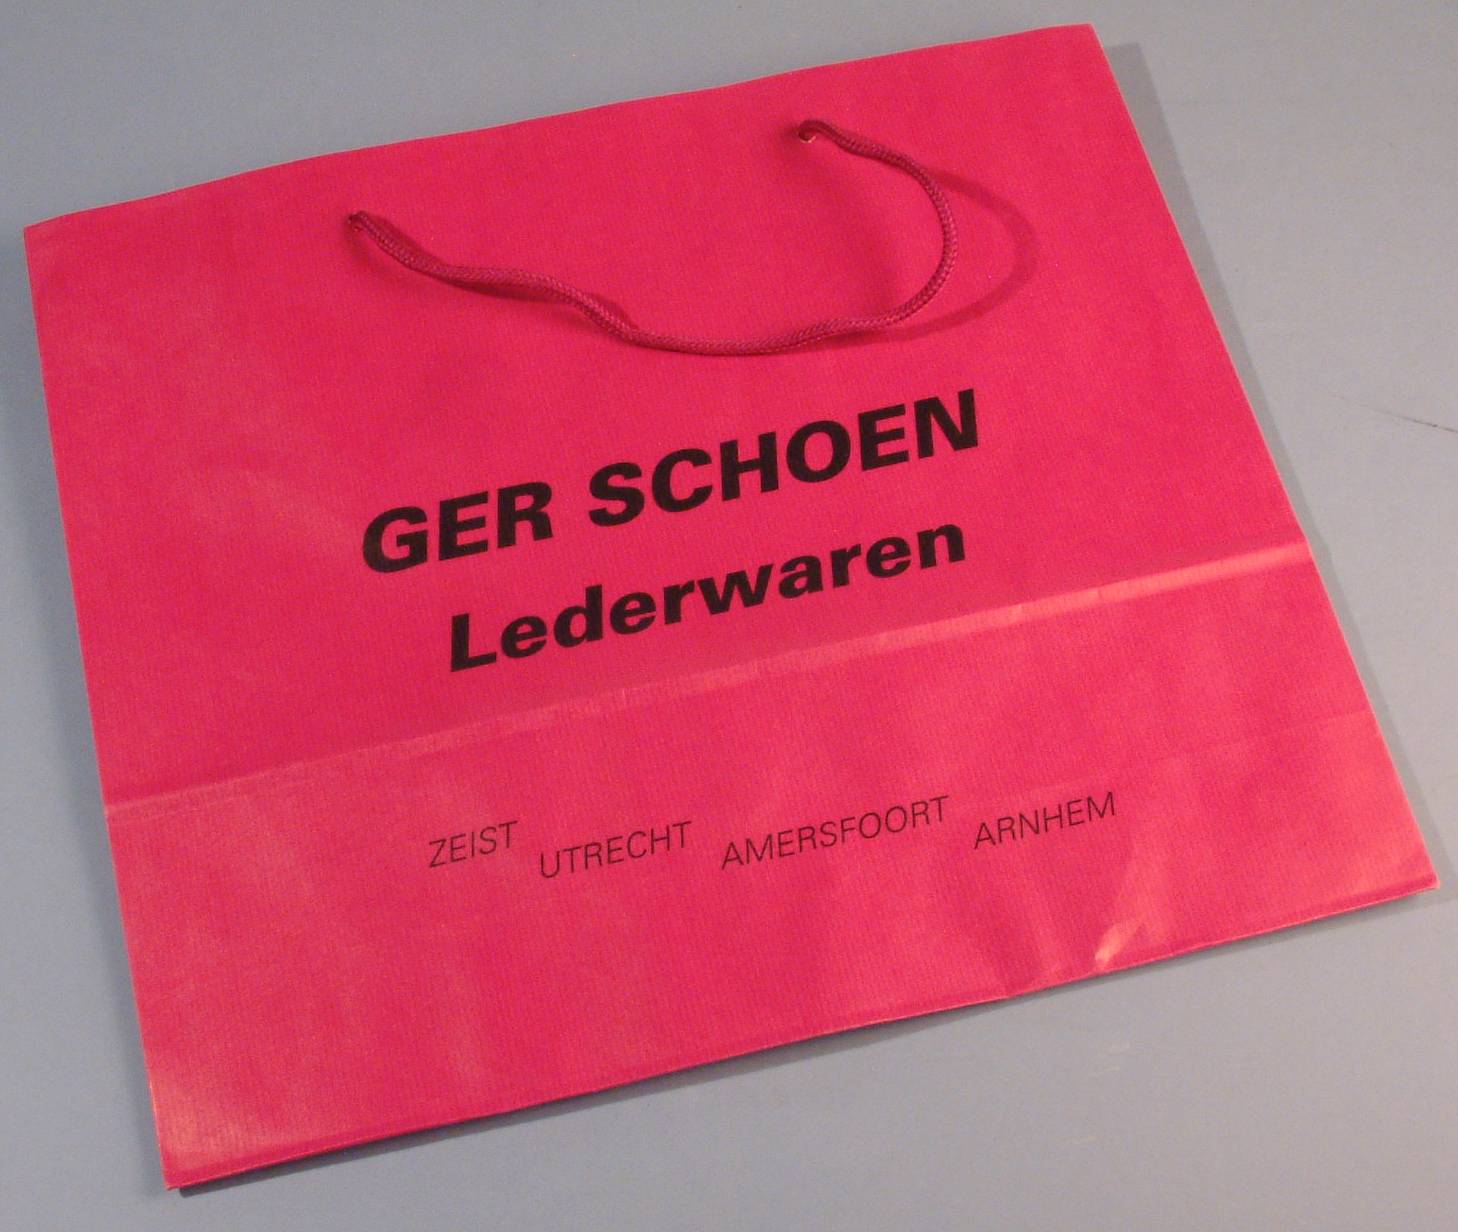 GER SCHOEN
Lederwaren
ZEIST UTRECHT AMERSFOORT ARNHEM